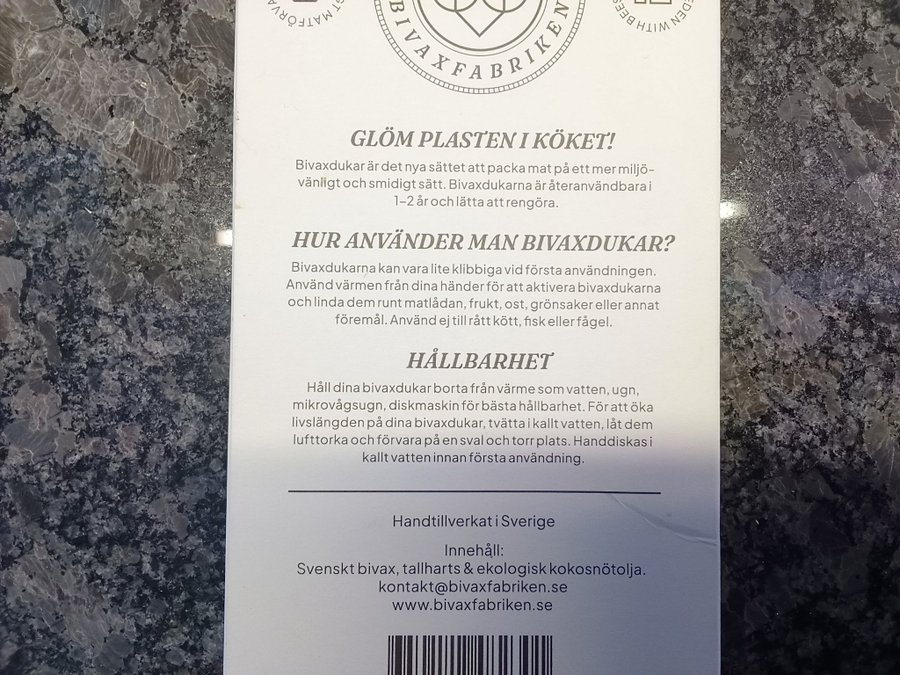 GT MATFÖRVA
BIVAXFABRIKEN
EDEN WITH BEES
GLÖM PLASTEN I KÖKET!
Bivaxdukar är det nya sättet att packa mat på ett mer miljö-
vänligt och smidigt sätt. Bivaxdukarna är återanvändbara i
1-2 år och lätta att rengöra.
HUR ANVÄNDER MAN BIVAXDUKAR?
Bivaxdukarna kan vara lite klibbiga vid första användningen.
Använd värmen från dina händer för att aktivera bivaxdukarna
och linda dem runt matlådan, frukt, ost, grönsaker eller annat
föremål. Använd ej till rått kött, fisk eller fågel.
HÅLLBARHET
Håll dina bivaxdukar borta från värme som vatten, ugn,
mikrovågsugn, diskmaskin för bästa hållbarhet. För att öka
livslängden på dina bivaxdukar, tvätta i kallt vatten, låt dem
lufttorka och förvara på en sval och torr plats. Handdiskas i
kallt vatten innan första användning.
Handtillverkat i Sverige
Innehåll:
Svenskt bivax, tallharts & ekologisk kokosnötolja.
kontakt@bivaxfabriken.se
www.bivaxfabriken.se